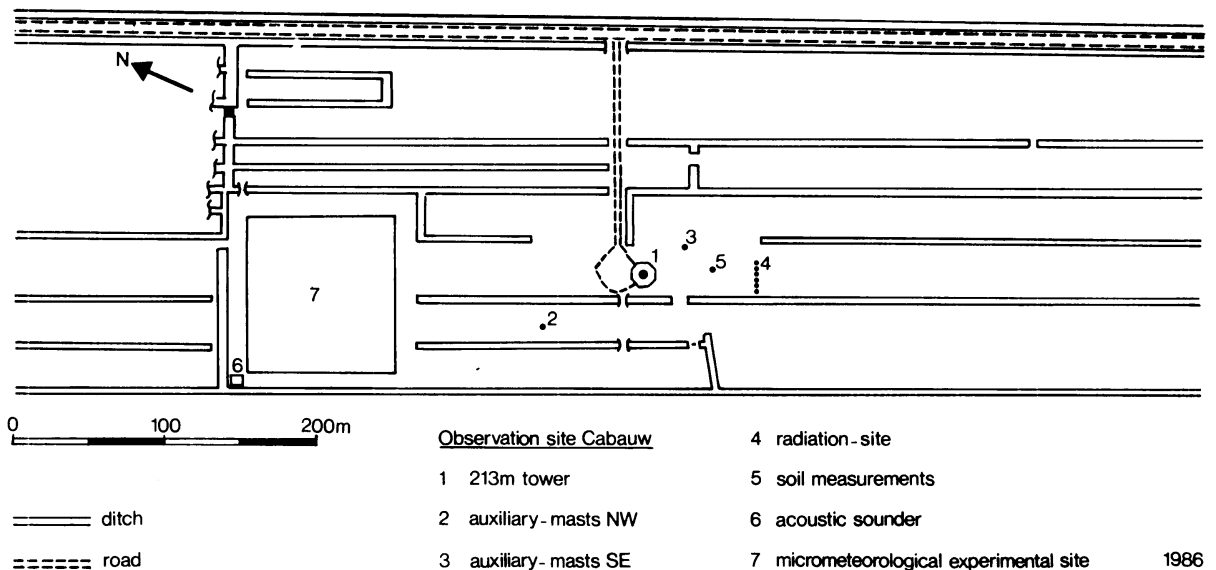 N
1
3
5
4
7
2
6
0 100 200m
Observation site Cabauw
1 213m tower
2 auxiliary-masts NW
3 auxiliary-masts SE
4 radiation-site
5 soil measurements
6 acoustic sounder
7 micrometeorological experimental site 1986
ditch
road